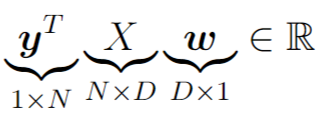 y^T X w ∈ ℝ
1×N N×D D×1